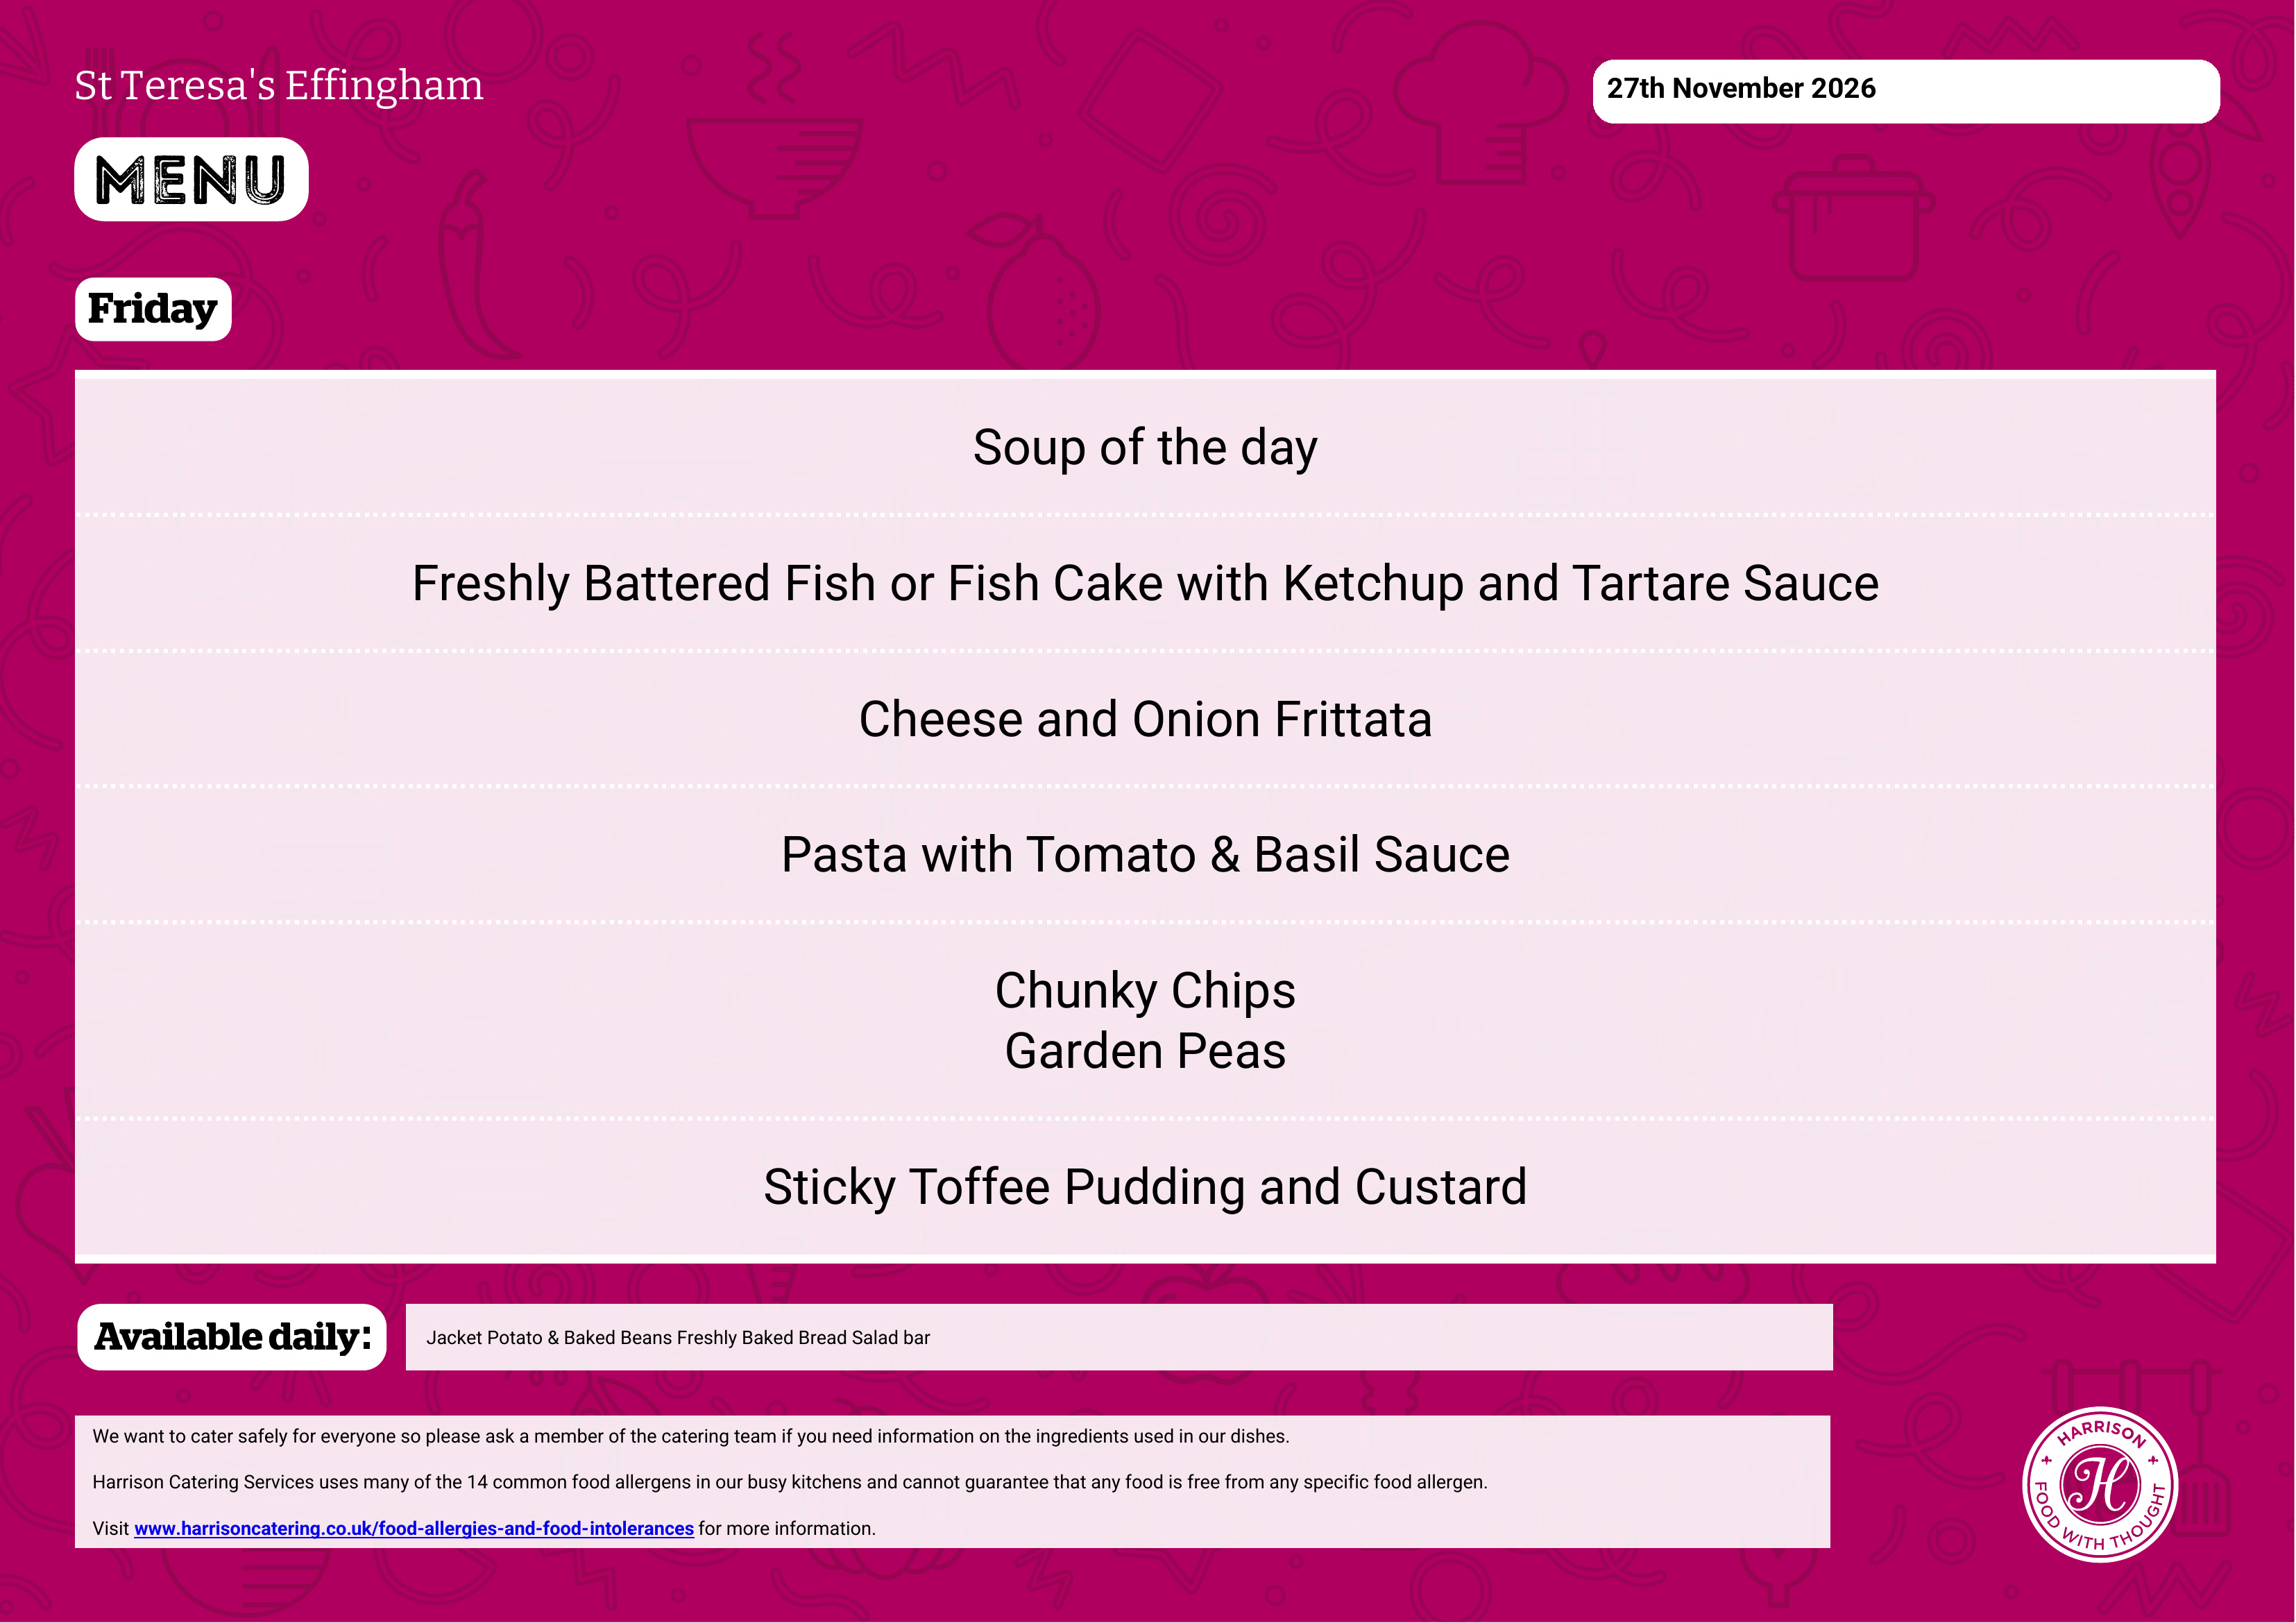 St Teresa's Effingham
27th November 2026
MENU
Friday
Soup of the day
Freshly Battered Fish or Fish Cake with Ketchup and Tartare Sauce
Cheese and Onion Frittata
Pasta with Tomato & Basil Sauce
Chunky Chips
Garden Peas
Sticky Toffee Pudding and Custard
Available daily:
Jacket Potato & Baked Beans Freshly Baked Bread Salad bar
We want to cater safely for everyone so please ask a member of the catering team if you need information on the ingredients used in our dishes.
Harrison Catering Services uses many of the 14 common food allergens in our busy kitchens and cannot guarantee that any food is free from any specific food allergen.
Visit www.harrisoncatering.co.uk/food-allergies-and-food-intolerances for more information.
HARRISON
H
FOOD WITH THOUGHT